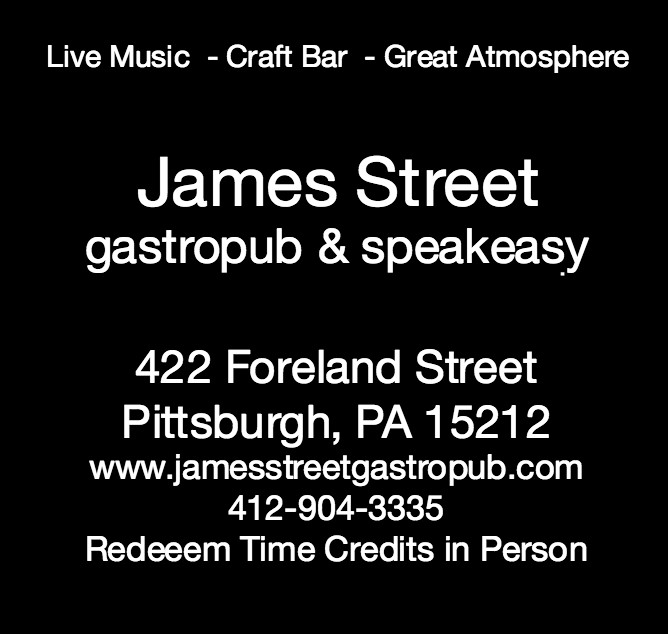 Live Music - Craft Bar - Great Atmosphere
James Street
gastropub & speakeasy
.
422 Foreland Street
Pittsburgh, PA 15212
www.jamesstreetgastropub.com
412-904-3335
Redeeem Time Credits in Person